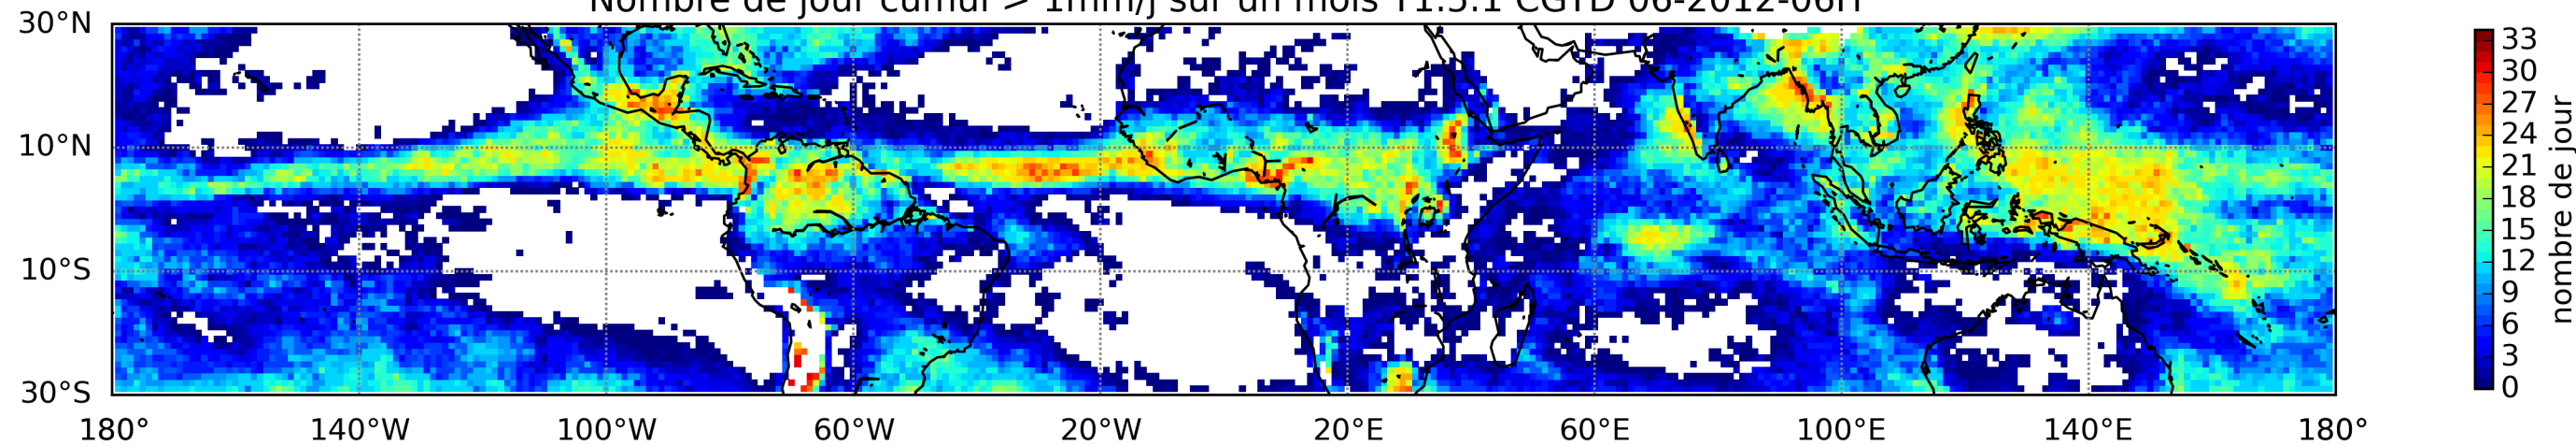 Nombre de jour cumul > 1mm/j sur un mois T1.5.1 CGTD 06-2012-06H
30°N
10°N
10°S
30°S
180° 140°W 100°W 60°W 20°W 20°E 60°E 100°E 140°E 180°
33
30
27
24
21
18
15
12
9
6
3
0
nombre de jour